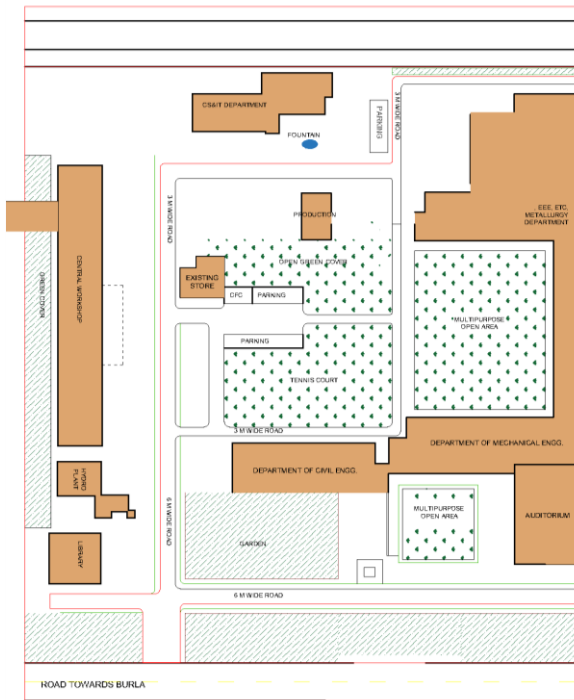 CS&IT DEPARTMENT
FOUNTAIN
PARKING
3 M WIDE ROAD
3 M WIDE ROAD
PRODUCTION
, EEE, ETC,
METALLURGY
DEPARTMENT
OPEN GREEN COVER
EXISTING
STORE
CFC
PARKING
GREEN COVER
CENTRAL WORKSHOP
MULTIPURPOSE
OPEN AREA
PARKING
TENNIS COURT
3 M WIDE ROAD
DEPARTMENT OF MECHANICAL ENGG.
DEPARTMENT OF CIVIL ENGG.
HYDRO
PLANT
6 M WIDE ROAD
MULTIPURPOSE
OPEN AREA
AUDITORIUM
GARDEN
LIBRARY
6 M WIDE ROAD
ROAD TOWARDS BURLA